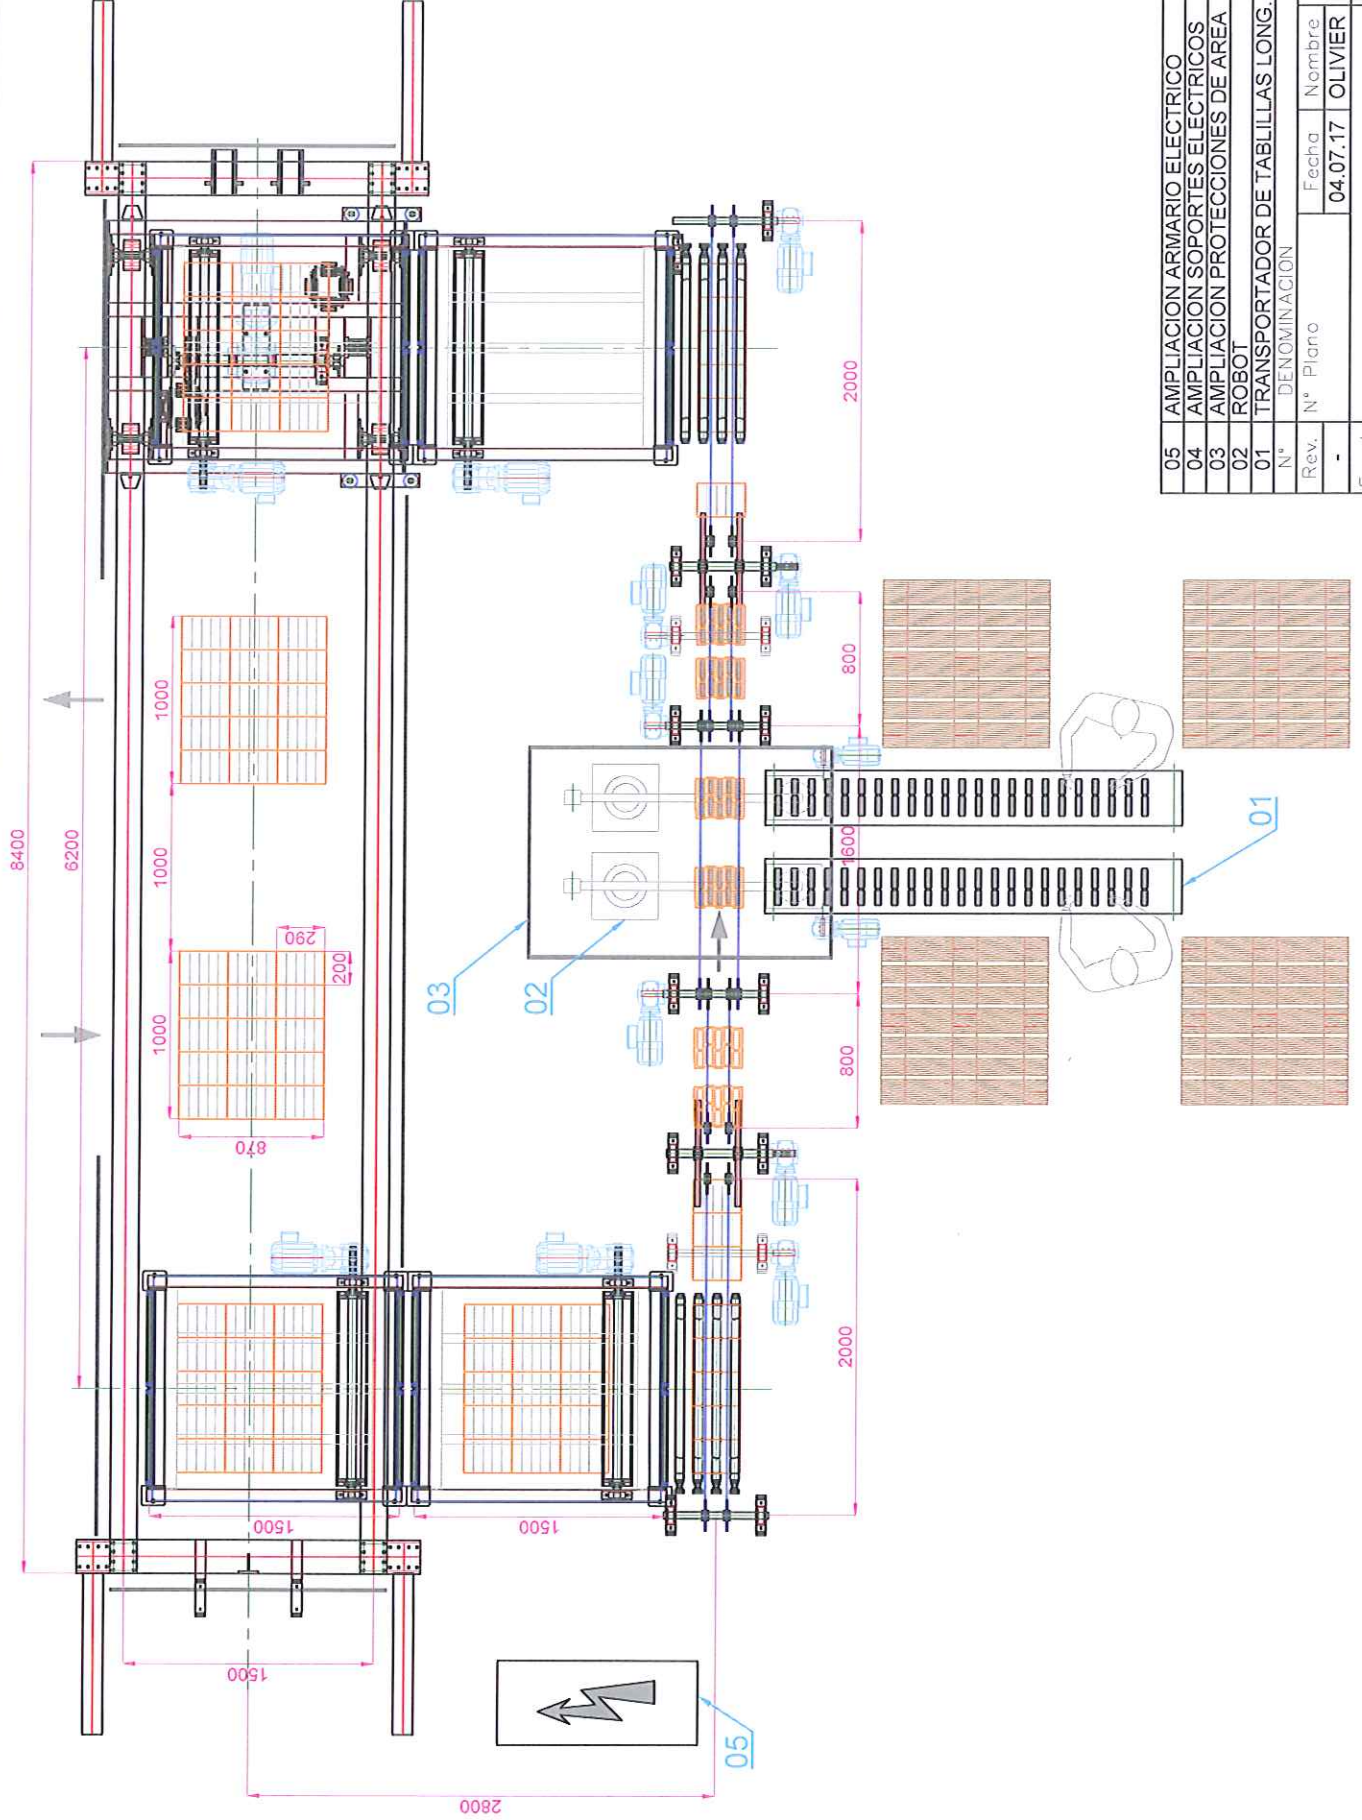 8400
6200
1000
1000
1000
290
200
870
1500
1500
1500
2800
2000
800
1600
800
2000
03
02
01
05
05 AMPLIACION ARMARIO ELECTRICO
04 AMPLIACION SOPORTES ELECTRICOS
03 AMPLIACION PROTECCIONES DE AREA
02 ROBOT
01 TRANSPORTADOR DE TABLILLAS LONG.
N° DENOMINACION
Rev. N° Plano Fecha Nombre
- 04.07.17 OLIVIER